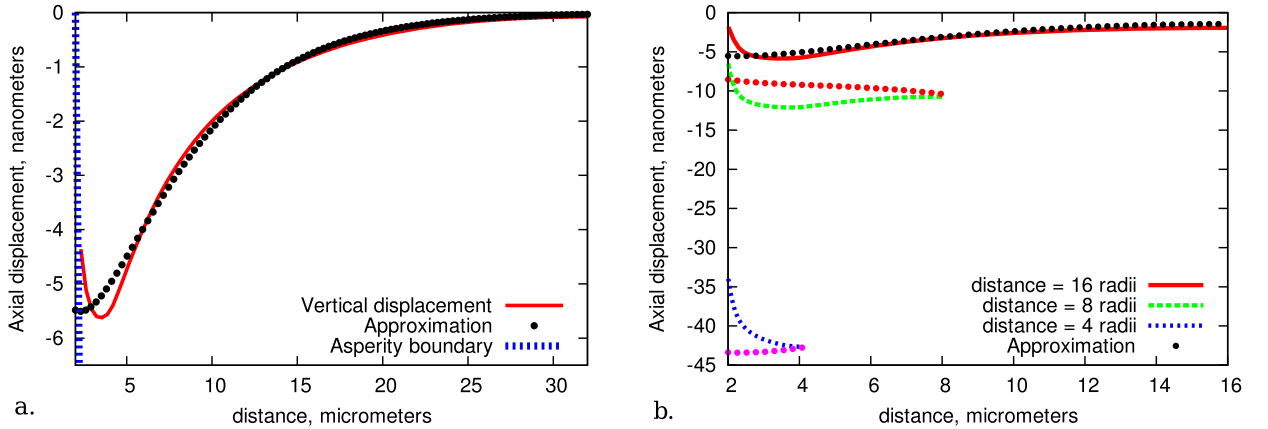 0
-1
-2
-3
-4
-5
-6
Axial displacement, nanometers
Vertical displacement
Approximation
Asperity boundary
5 10 15 20 25 30
distance, micrometers
a.
0
-5
-10
-15
-20
-25
-30
-35
-40
-45
Axial displacement, nanometers
distance = 16 radii
distance = 8 radii
distance = 4 radii
Approximation
2 4 6 8 10 12 14 16
distance, micrometers
b.